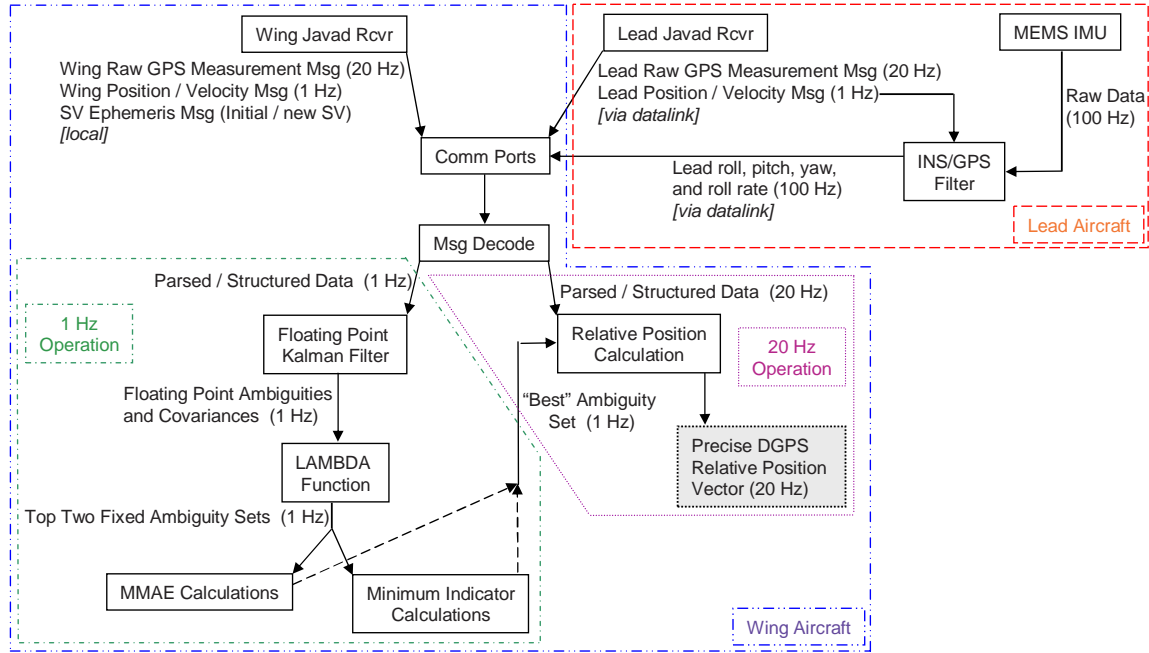 Wing Javad Rcvr
Wing Raw GPS Measurement Msg (20 Hz)
Wing Position / Velocity Msg (1 Hz)
SV Ephemeris Msg (Initial / new SV)
[local]
Lead Javad Rcvr
Lead Raw GPS Measurement Msg (20 Hz)
Lead Position / Velocity Msg (1 Hz)
[via datalink]
MEMS IMU
Raw Data
(100 Hz)
Comm Ports
INS/GPS
Filter
Lead roll, pitch, yaw,
and roll rate (100 Hz)
[via datalink]
Lead Aircraft
Msg Decode
Parsed / Structured Data (1 Hz)
Parsed / Structured Data (20 Hz)
1 Hz
Operation
Floating Point
Kalman Filter
Relative Position
Calculation
20 Hz
Operation
Floating Point Ambiguities
and Covariances (1 Hz)
“Best” Ambiguity
Set (1 Hz)
Precise DGPS
Relative Position
Vector (20 Hz)
LAMBDA
Function
Top Two Fixed Ambiguity Sets (1 Hz)
MMAE Calculations
Minimum Indicator
Calculations
Wing Aircraft